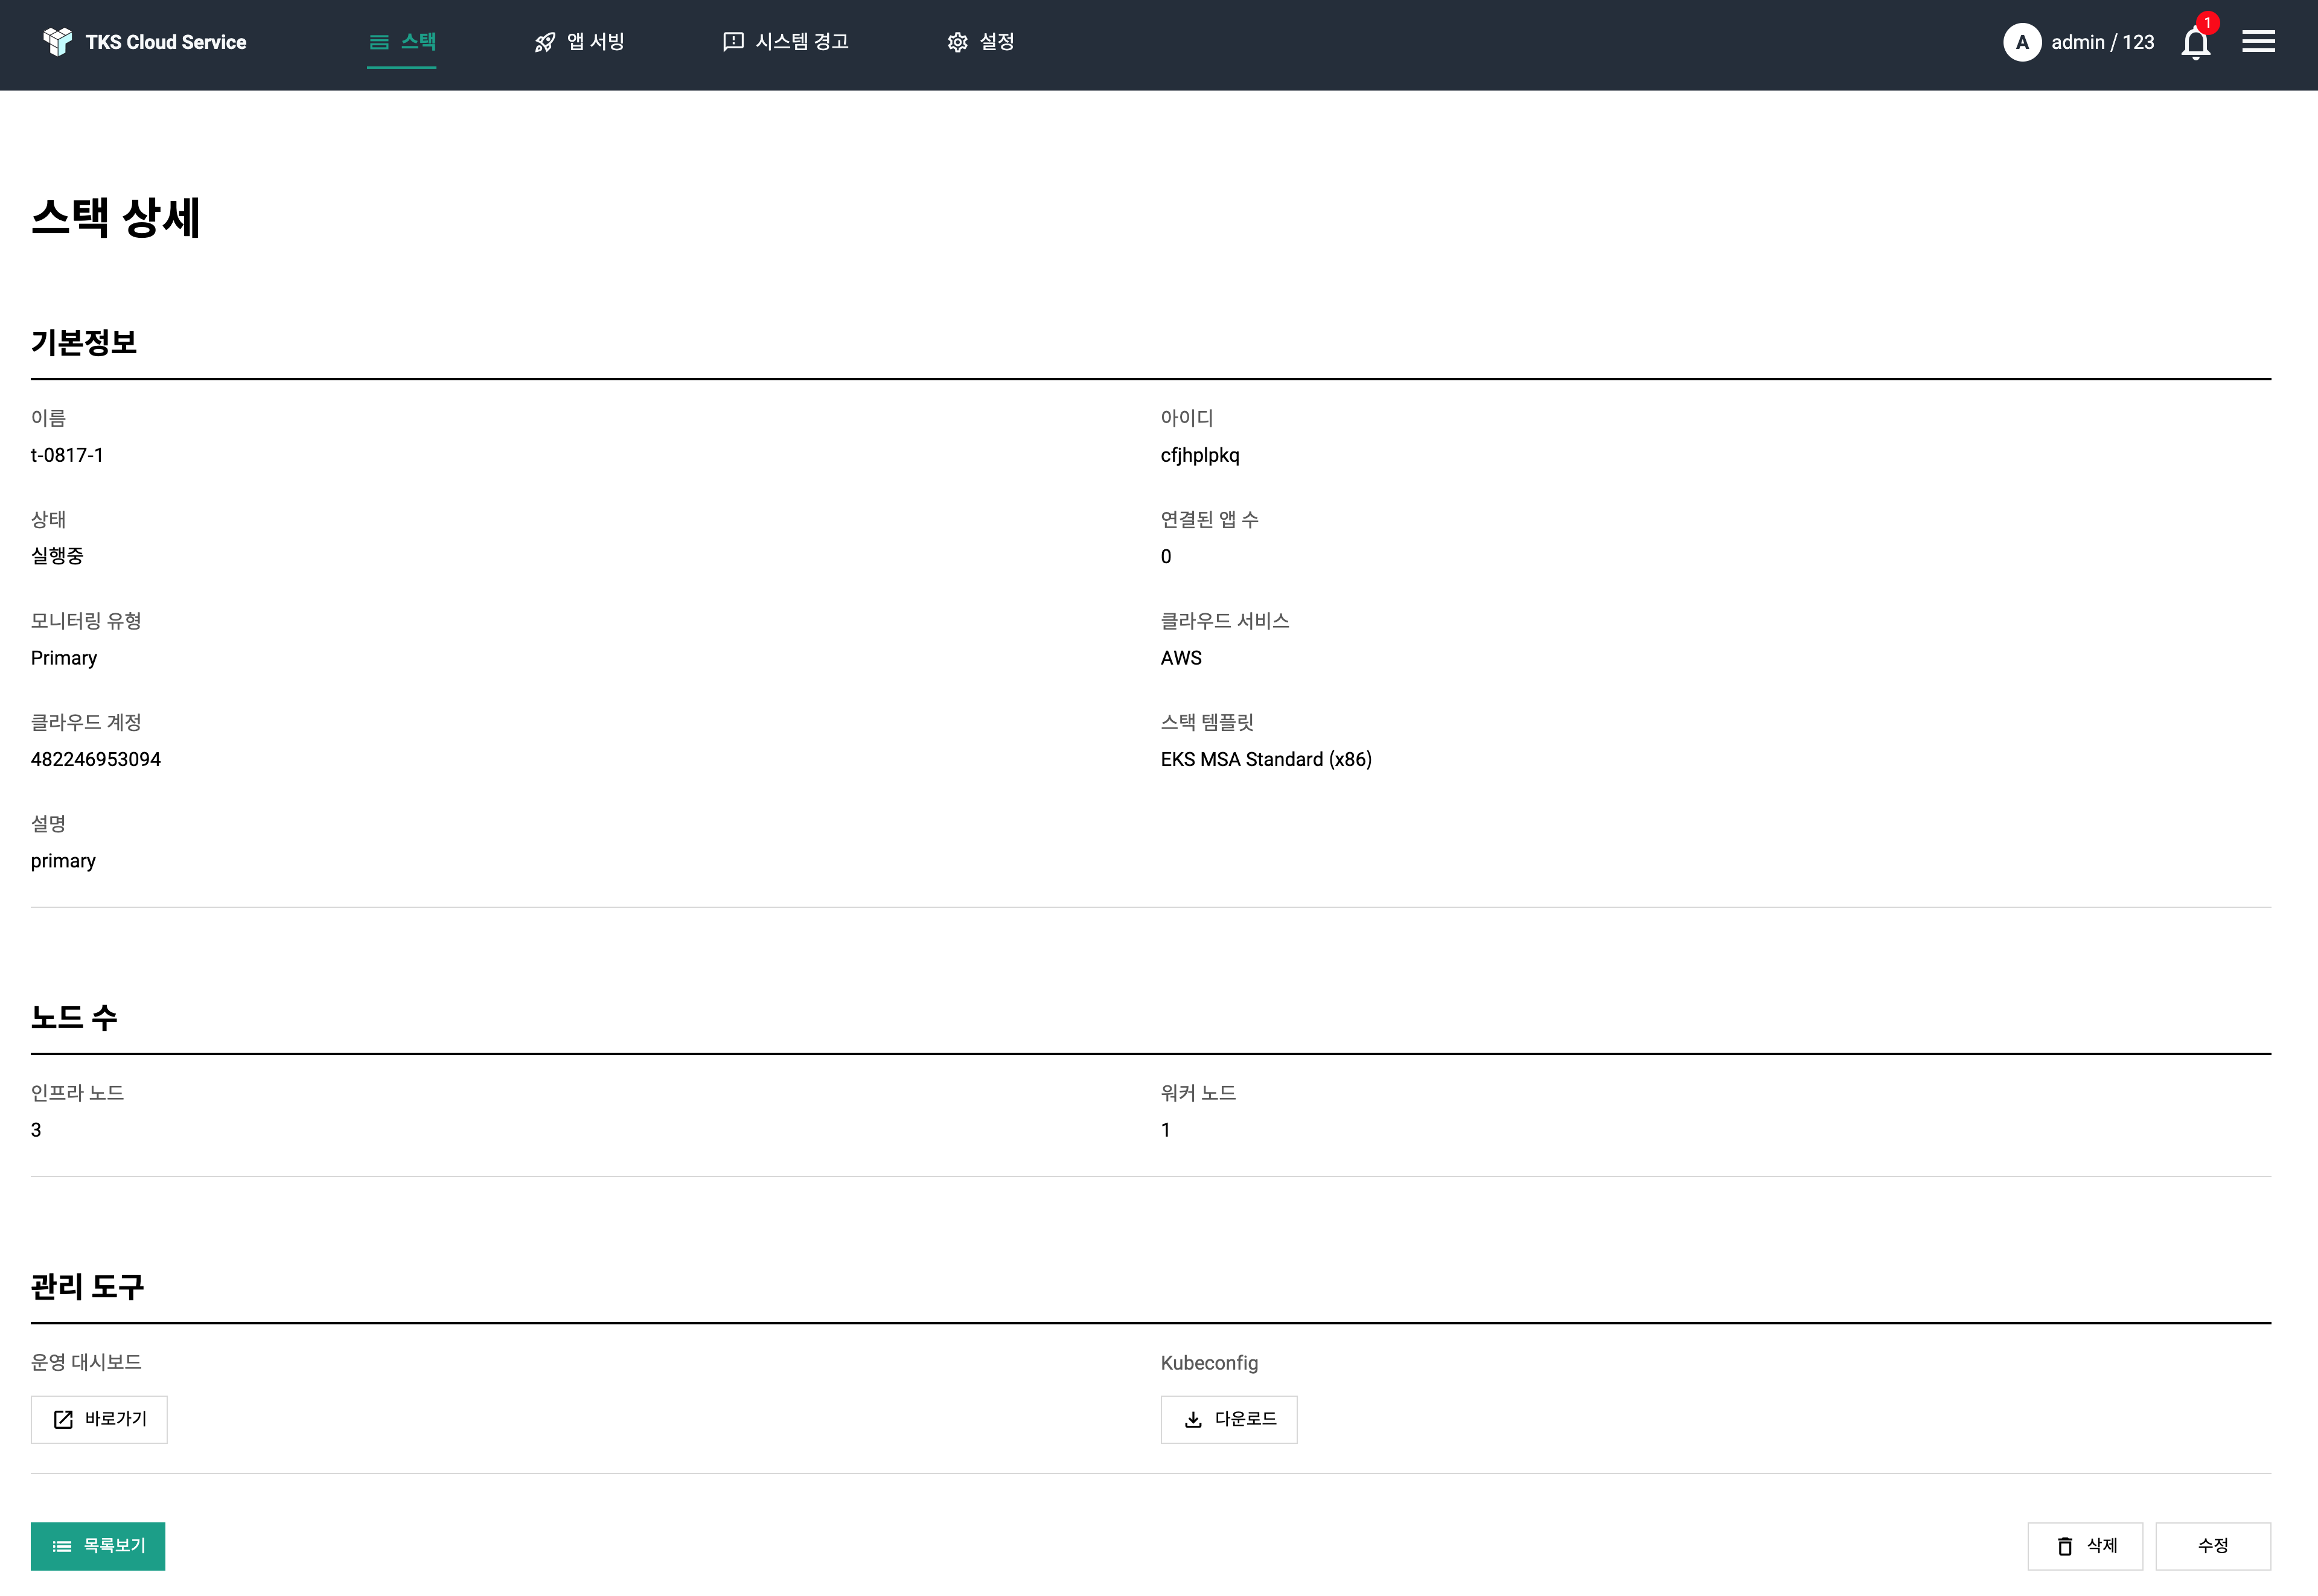 TKS Cloud Service 스택 앱 서빙 시스템 경고 설정 A admin / 123 1
스택 상세
기본정보
이름 아이디
t-0817-1 cfjhplpkq
상태 연결된 앱 수
실행중 0
모니터링 유형 클라우드 서비스
Primary AWS
클라우드 계정 스택 템플릿
482246953094 EKS MSA Standard (x86)
설명
primary
노드 수
인프라 노드 워커 노드
3 1
관리 도구
운영 대시보드 Kubeconfig
바로가기 다운로드
목록보기 삭제 수정